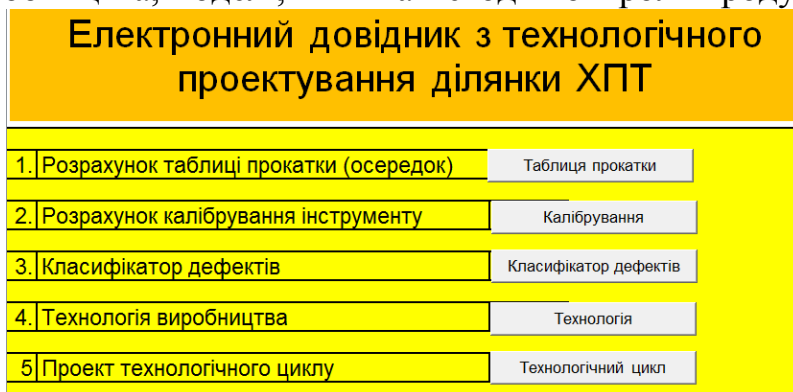 Електронний довідник з технологічного
проектування ділянки ХПТ
1. Розрахунок таблиці прокатки (осередок) Таблиця прокатки
2. Розрахунок калібрування інструменту Калібрування
3. Класифікатор дефектів Класифікатор дефектів
4. Технологія виробництва Технологія
5 Проект технологічного циклу Технологічний цикл